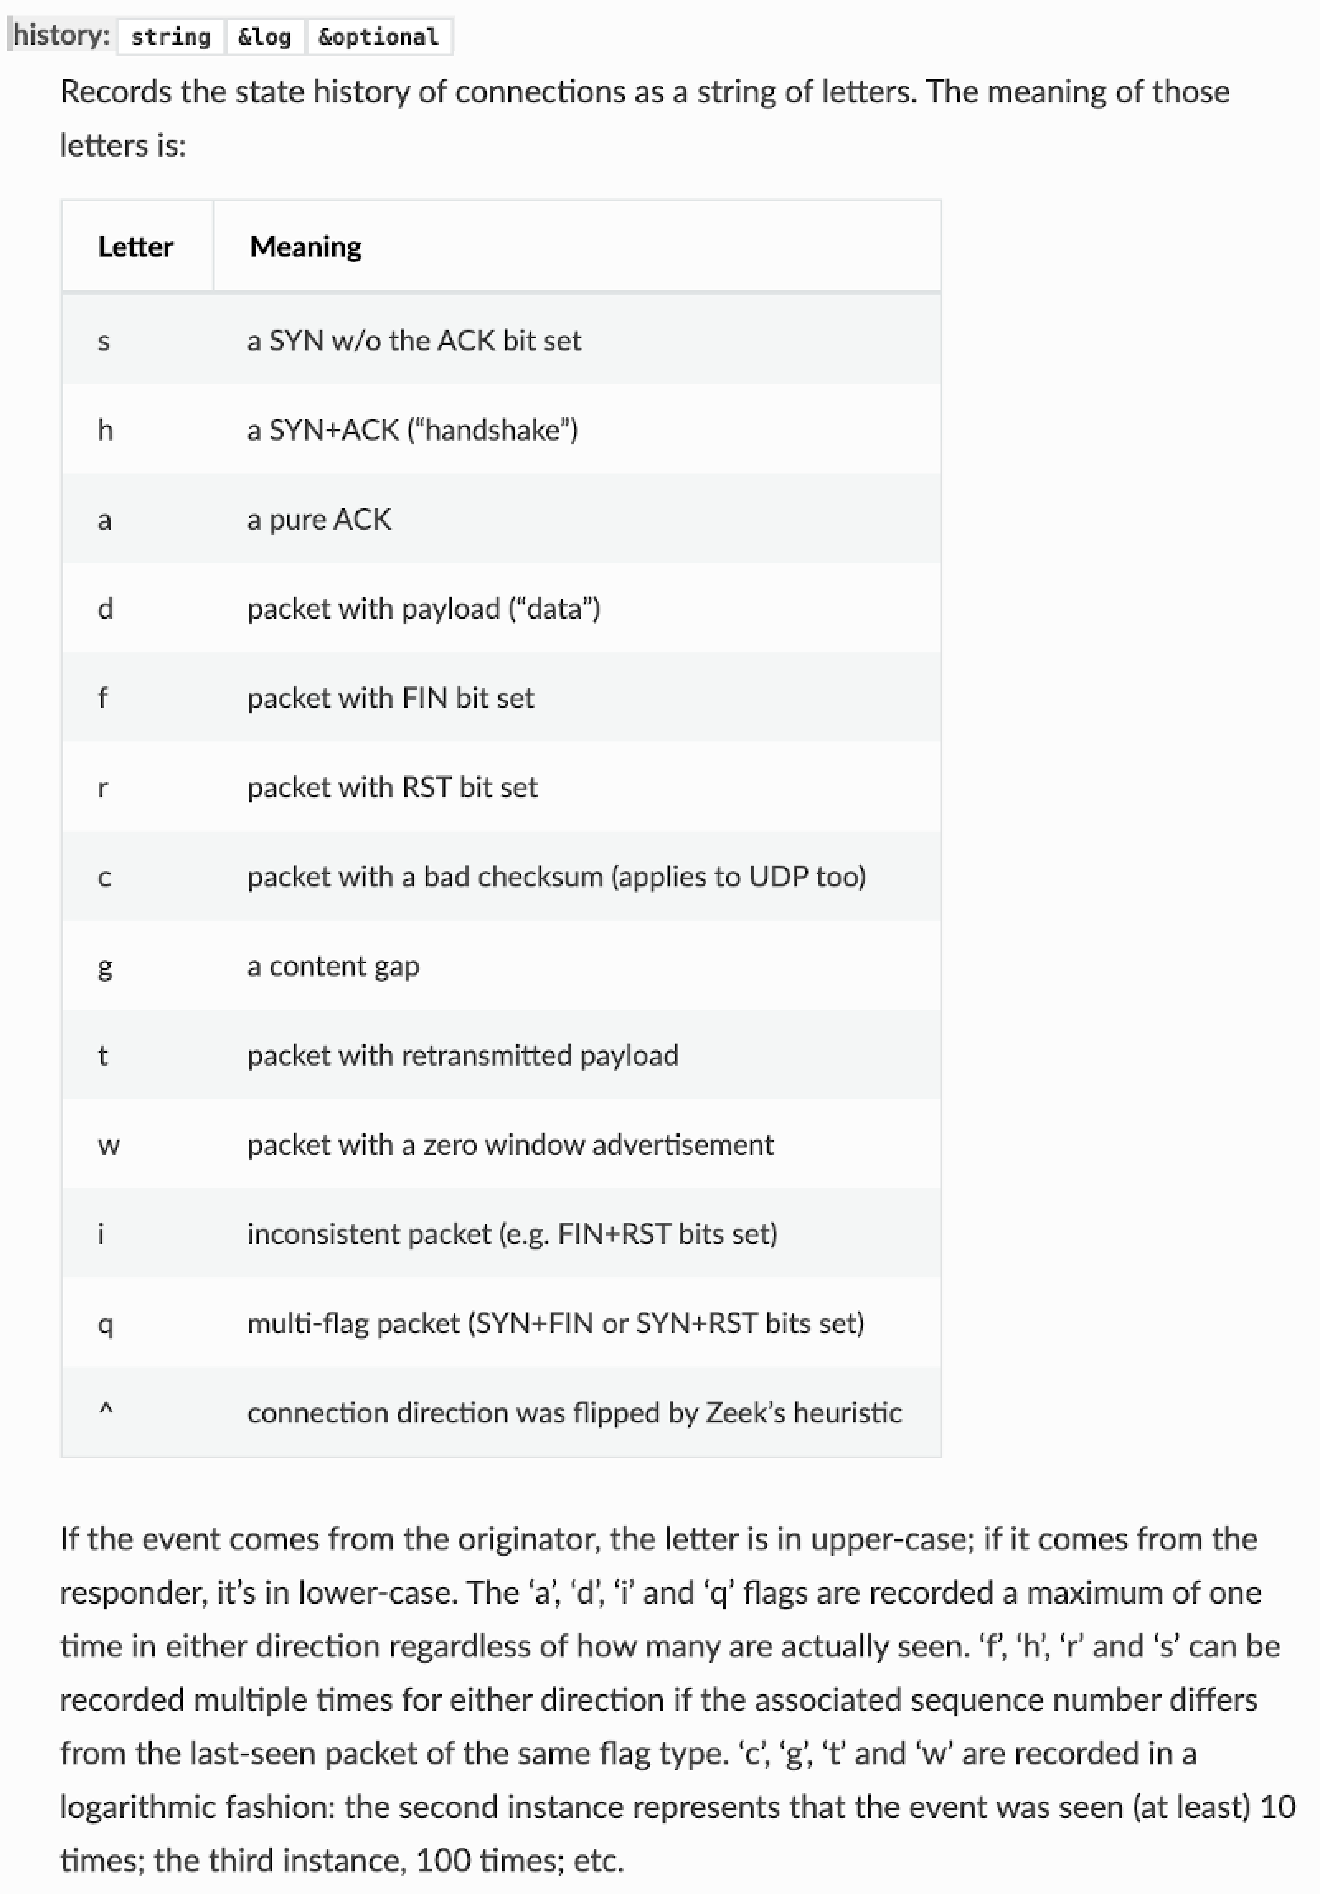 history: string &log &optional
Records the state history of connections as a string of letters. The meaning of those
letters is:
Letter Meaning
s a SYN w/o the ACK bit set
h a SYN+ACK (“handshake”)
a a pure ACK
d packet with payload (“data”)
f packet with FIN bit set
r packet with RST bit set
c packet with a bad checksum (applies to UDP too)
g a content gap
t packet with retransmitted payload
w packet with a zero window advertisement
i inconsistent packet (e.g. FIN+RST bits set)
q multi-flag packet (SYN+FIN or SYN+RST bits set)
^ connection direction was flipped by Zeek’s heuristic
If the event comes from the originator, the letter is in upper-case; if it comes from the
responder, it’s in lower-case. The ‘a’, ‘d’, ‘i’ and ‘q’ flags are recorded a maximum of one
time in either direction regardless of how many are actually seen. ‘f’, ‘h’, ‘r’ and ‘s’ can be
recorded multiple times for either direction if the associated sequence number differs
from the last-seen packet of the same flag type. ‘c’, ‘g’, ‘t’ and ‘w’ are recorded in a
logarithmic fashion: the second instance represents that the event was seen (at least) 10
times; the third instance, 100 times; etc.